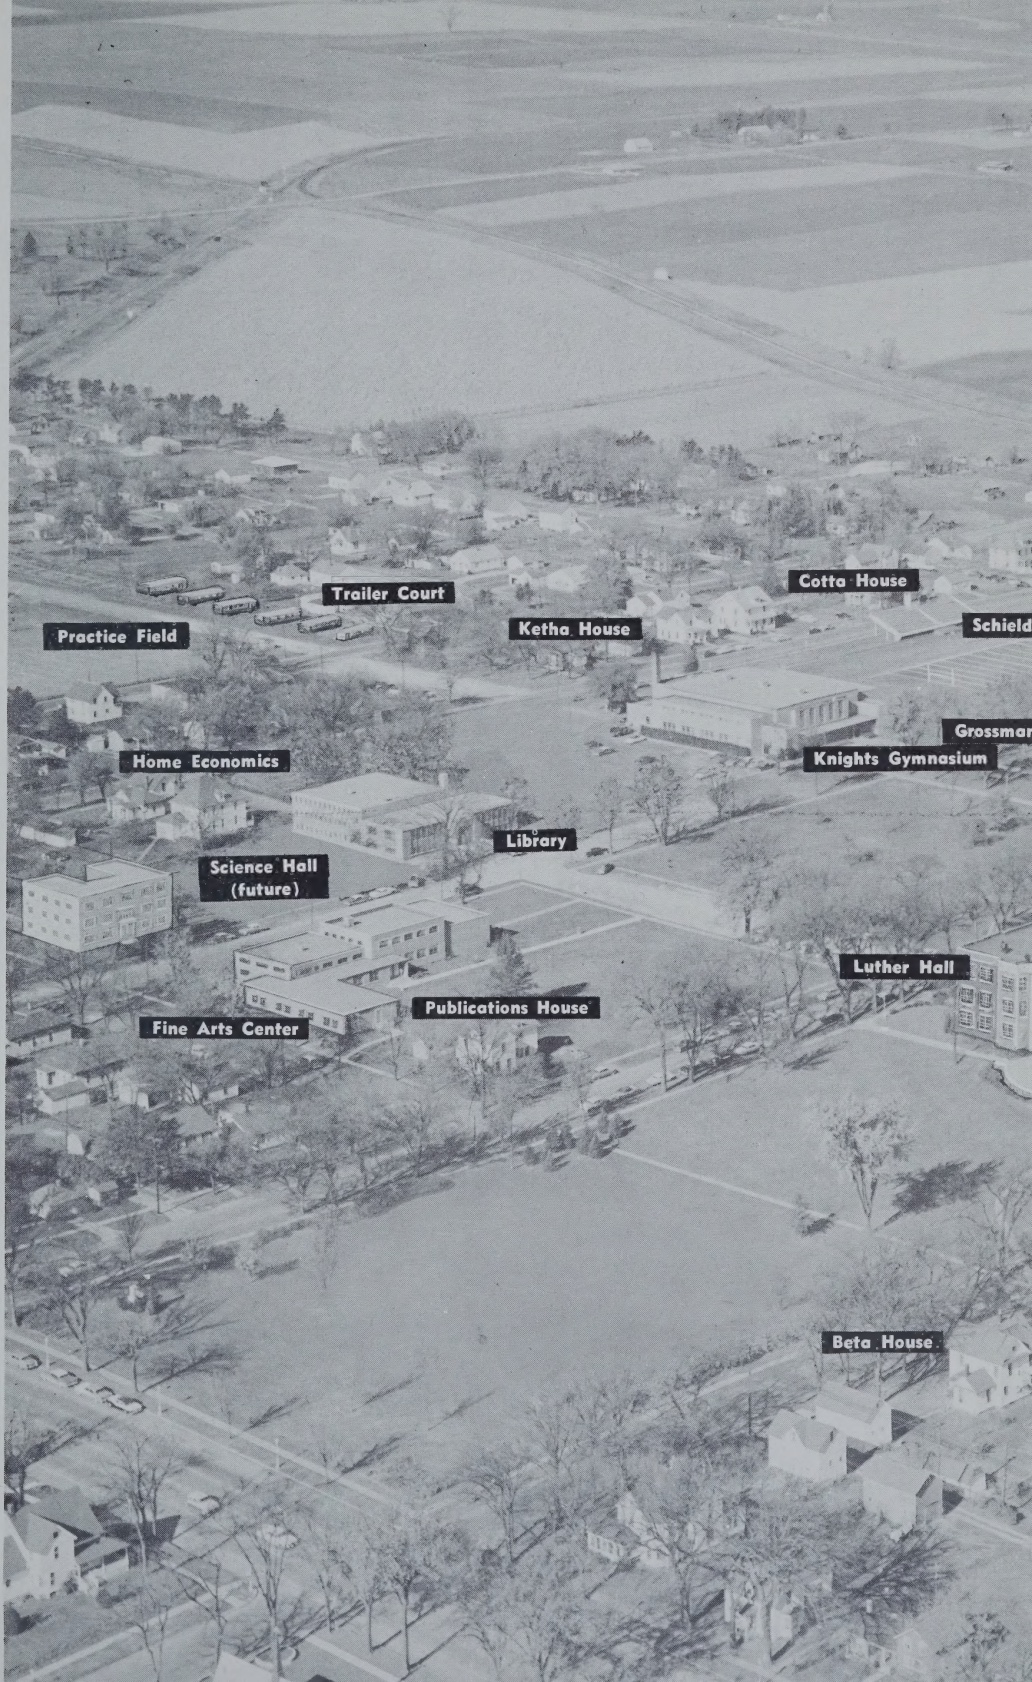 Trailer Court
Cotta House
Practice Field
Ketha House
Schield
Home Economics
Grossman
Knights Gymnasium
Library
Science Hall
(future)
Luther Hall
Publications House
Fine Arts Center
Beta House